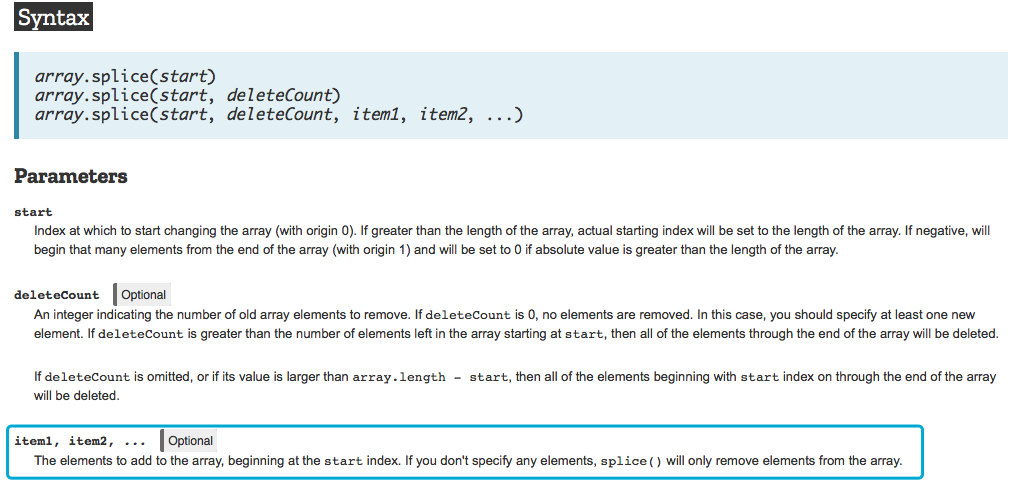 Syntax
array.splice(start)
array.splice(start, deleteCount)
array.splice(start, deleteCount, item1, item2, ...)
Parameters
start
Index at which to start changing the array (with origin 0). If greater than the length of the array, actual starting index will be set to the length of the array. If negative, will
begin that many elements from the end of the array (with origin 1) and will be set to 0 if absolute value is greater than the length of the array.
deleteCount Optional
An integer indicating the number of old array elements to remove. If deleteCount is 0, no elements are removed. In this case, you should specify at least one new
element. If deleteCount is greater than the number of elements left in the array starting at start, then all of the elements through the end of the array will be deleted.
If deleteCount is omitted, or if its value is larger than array.length - start, then all of the elements beginning with start index on through the end of the array
will be deleted.
item1, item2, ... Optional
The elements to add to the array, beginning at the start index. If you don't specify any elements, splice() will only remove elements from the array.